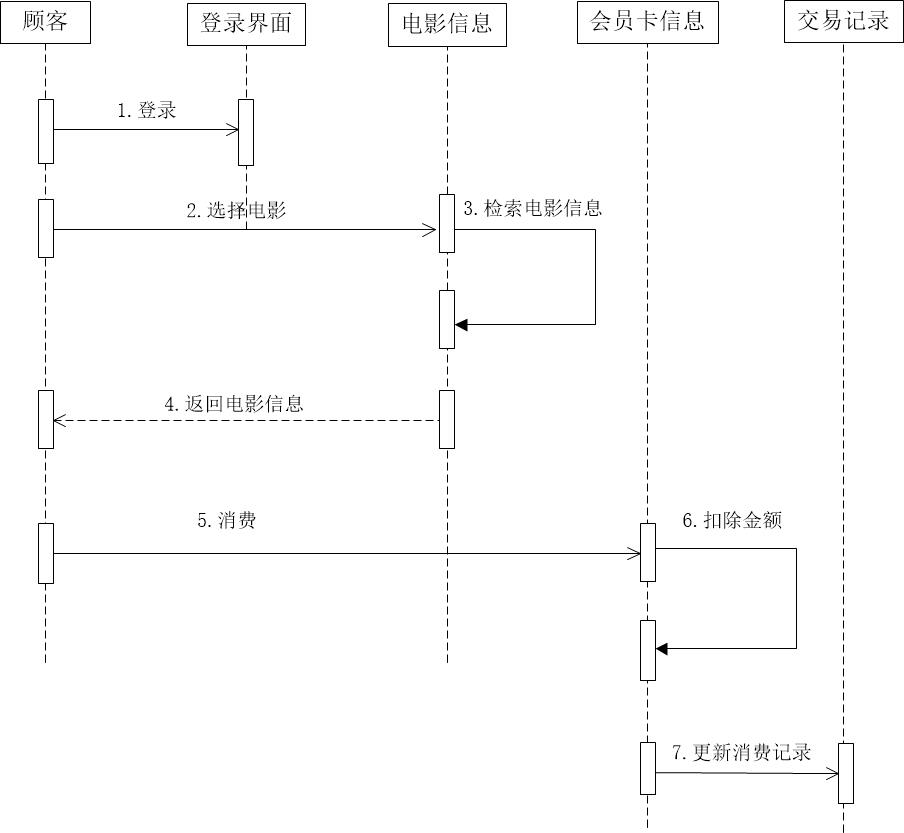 顾客
登录界面
电影信息
会员卡信息
交易记录
1.登录
2.选择电影
3.检索电影信息
4.返回电影信息
5.消费
6.扣除金额
7.更新消费记录